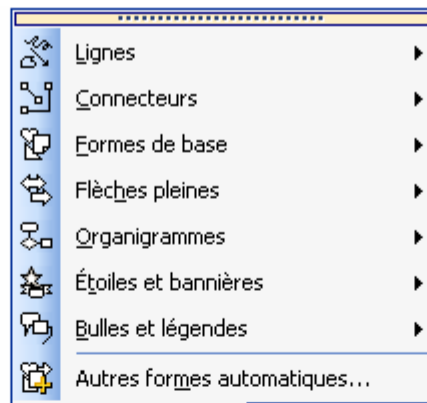 Lignes
Connecteurs
Formes de base
Flèches pleines
Organigrammes
Étoiles et bannières
Bulles et légendes
Autres formes automatiques...